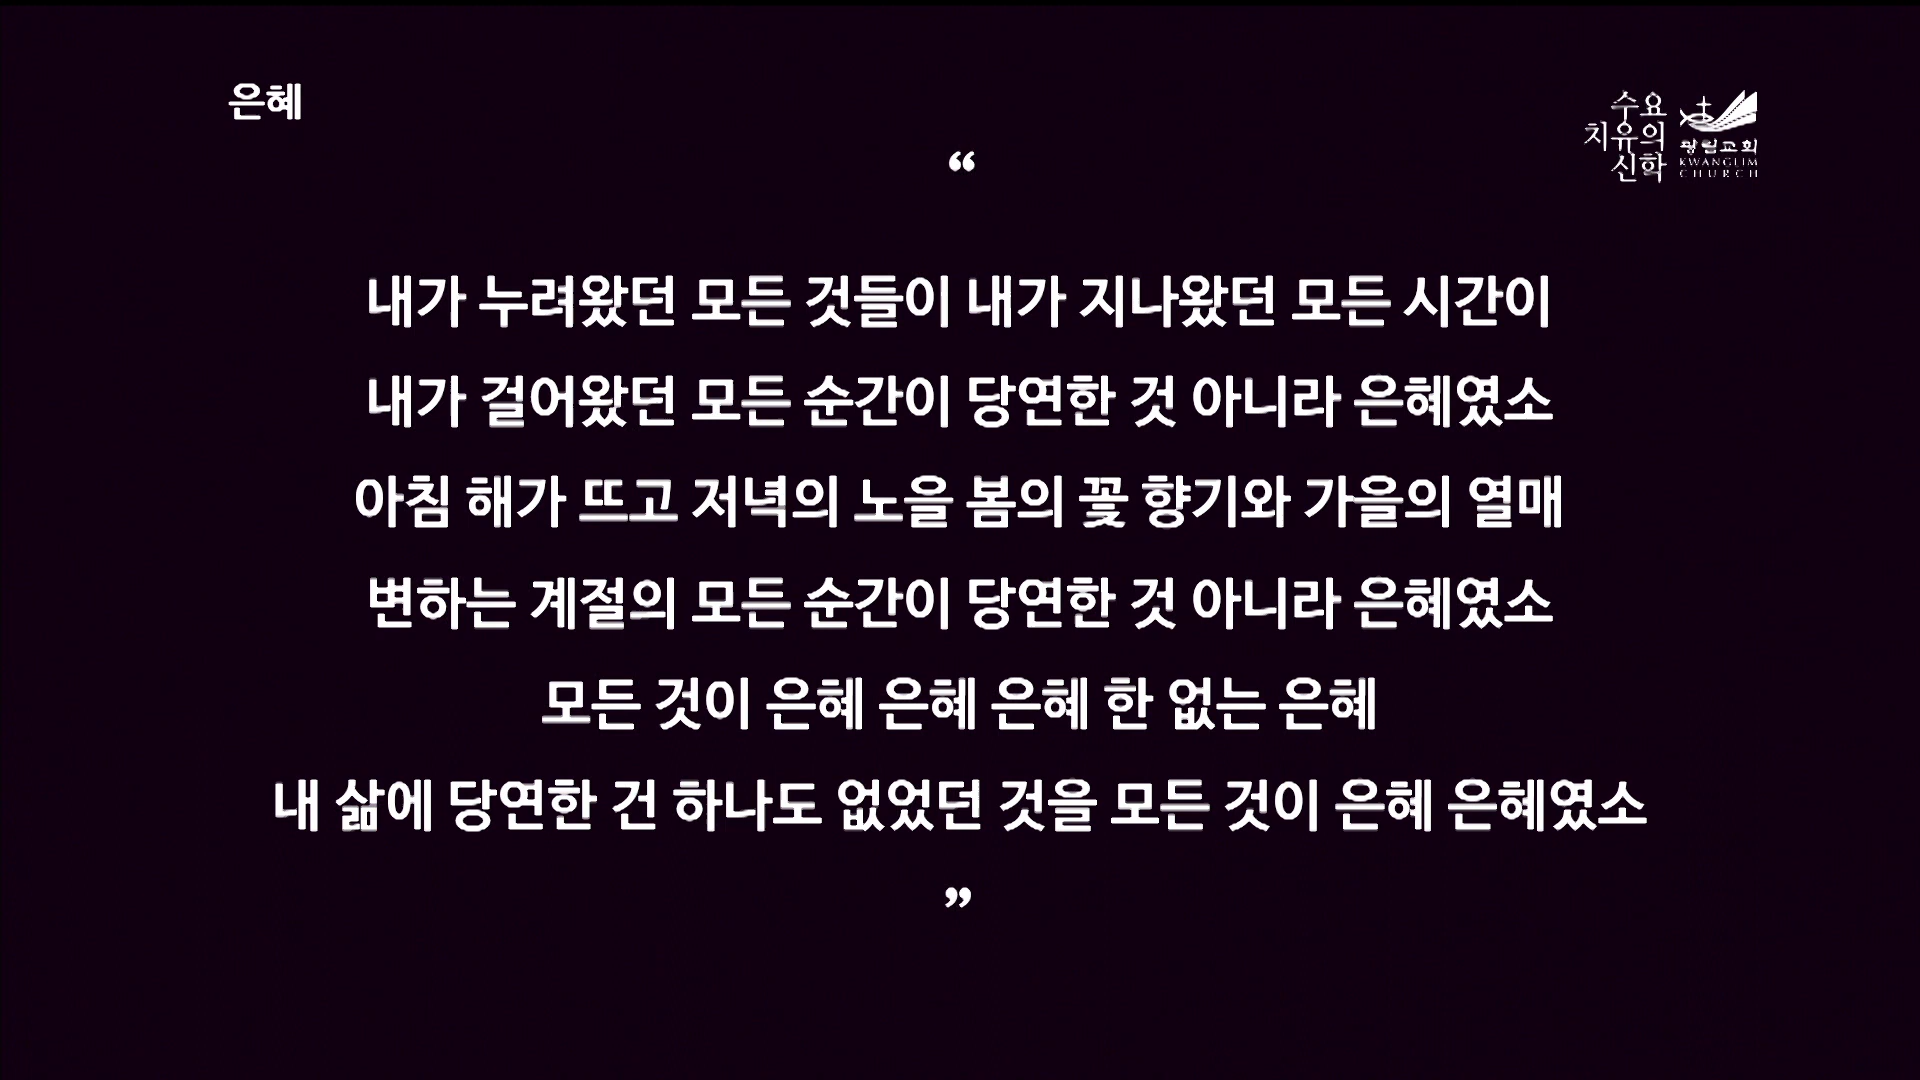 은혜
수요
치유의
신학
광림교회
KWANGLIM
CHURCH
“
내가 누려왔던 모든 것들이 내가 지나왔던 모든 시간이
내가 걸어왔던 모든 순간이 당연한 것 아니라 은혜였소
아침 해가 뜨고 저녁의 노을 봄의 꽃 향기와 가을의 열매
변하는 계절의 모든 순간이 당연한 것 아니라 은혜였소
모든 것이 은혜 은혜 은혜 한 없는 은혜
내 삶에 당연한 건 하나도 없었던 것을 모든 것이 은혜 은혜였소
”